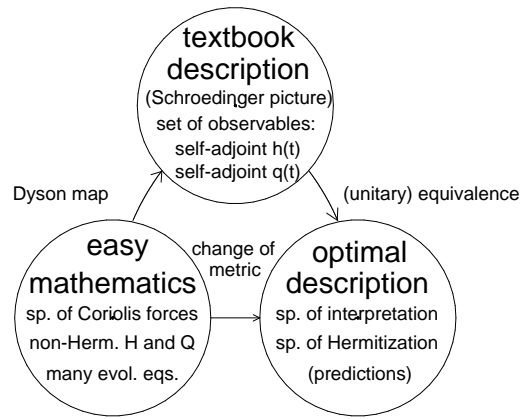 textbook
description
(Schroedinger picture)
set of observables:
self-adjoint h(t)
self-adjoint q(t)
Dyson map
(unitary) equivalence
easy
mathematics
sp. of Coriolis forces
non-Herm. H and Q
many evol. eqs.
change of
metric
optimal
description
sp. of interpretation
sp. of Hermitization
(predictions)